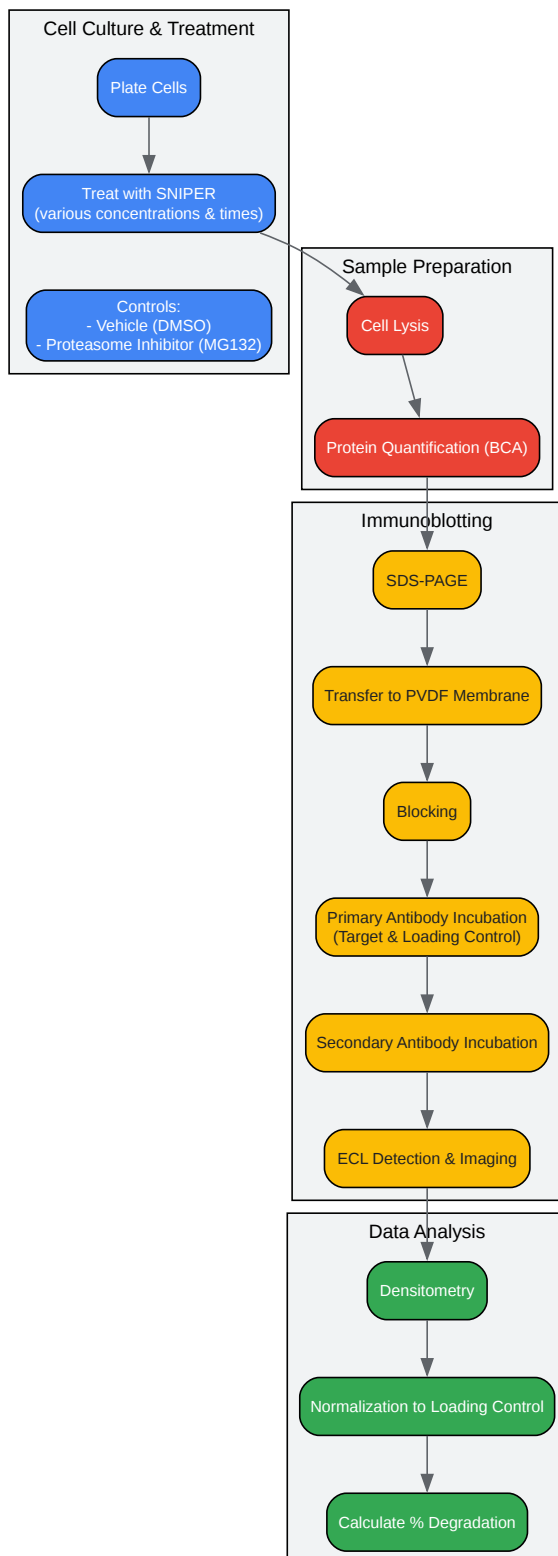 Cell Culture & Treatment
Plate Cells
Treat with SNIPER
(various concentrations & times)
Controls:
- Vehicle (DMSO)
- Proteasome Inhibitor (MG132)
Sample Preparation
Cell Lysis
Protein Quantification (BCA)
Immunoblotting
SDS-PAGE
Transfer to PVDF Membrane
Blocking
Primary Antibody Incubation
(Target & Loading Control)
Secondary Antibody Incubation
ECL Detection & Imaging
Data Analysis
Densitometry
Normalization to Loading Control
Calculate % Degradation